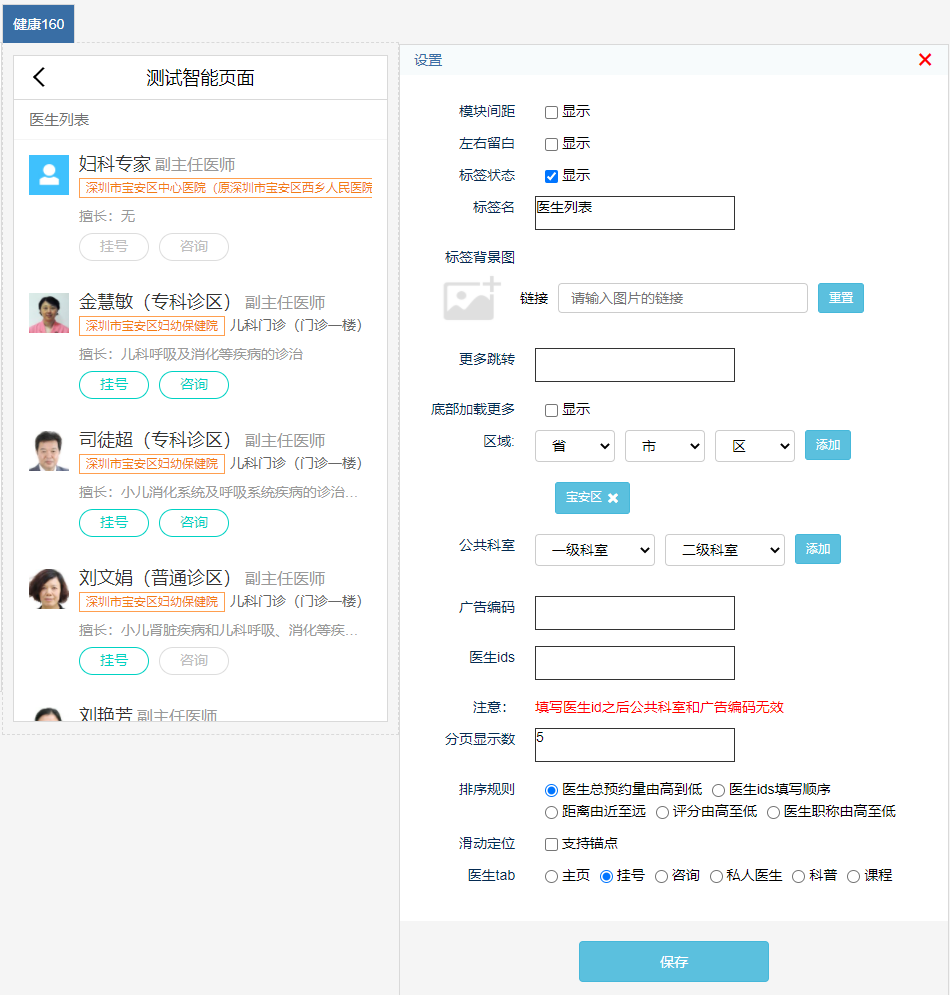 健康160
测试智能页面
医生列表
妇科专家 副主任医师
深圳市宝安区中心医院（原深圳市宝安区西乡人民医院
擅长：无
挂号 咨询
金慧敏（专科诊区） 副主任医师
深圳市宝安区妇幼保健院 儿科门诊（门诊一楼）
擅长：儿科呼吸及消化等疾病的诊治
挂号 咨询
司徒超（专科诊区） 副主任医师
深圳市宝安区妇幼保健院 儿科门诊（门诊一楼）
擅长：小儿消化系统及呼吸系统疾病的诊治...
挂号 咨询
刘文娟（普通诊区） 副主任医师
深圳市宝安区妇幼保健院 儿科门诊（门诊一楼）
擅长：小儿肾脏疾病和儿科呼吸、消化等疾...
挂号 咨询
刘艳芳 副主任医师
设置
模块间距 显示
左右留白 显示
标签状态 显示
标签名 医生列表
标签背景图
链接 请输入图片的链接 重置
更多跳转
底部加载更多 显示
区域: 省 市 区 添加
宝安区
公共科室 一级科室 二级科室 添加
广告编码
医生ids
注意： 填写医生id之后公共科室和广告编码无效
分页显示数 5
排序规则 医生总预约量由高到低 医生ids填写顺序
距离由近至远 评分由高至低 医生职称由高至低
滑动定位 支持锚点
医生tab 主页 挂号 咨询 私人医生 科普 课程
保存